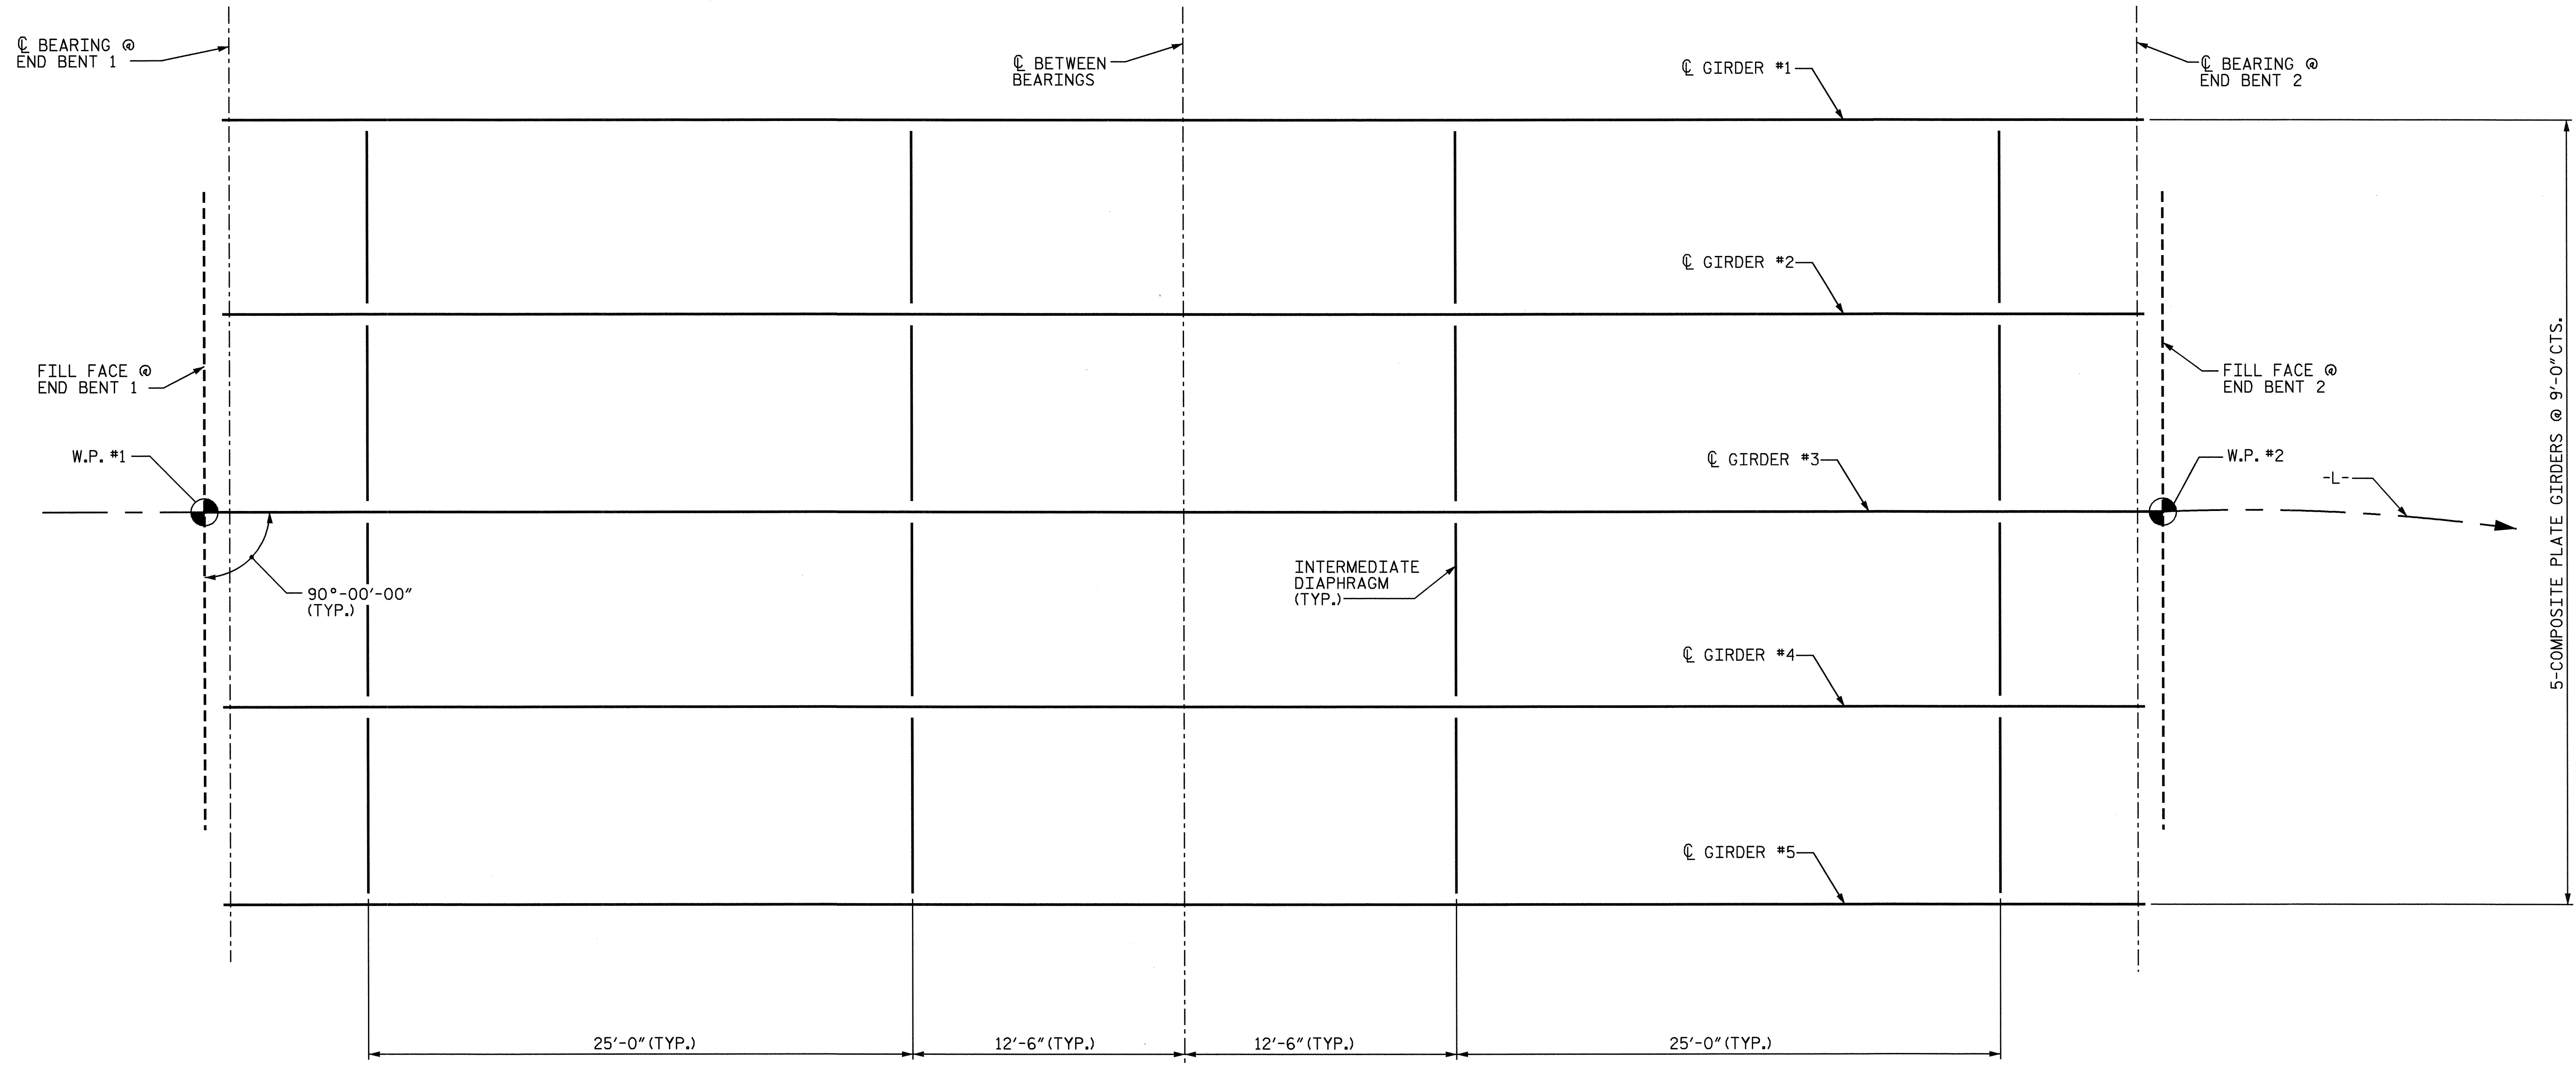 ℄ BEARING @
END BENT 1
℄ BETWEEN
BEARINGS
℄ GIRDER #1
℄ BEARING @
END BENT 2
℄ GIRDER #2
FILL FACE @
END BENT 1
FILL FACE @
END BENT 2
W.P. #1
℄ GIRDER #3
W.P. #2
-L-
90°-00'-00"
(TYP.)
INTERMEDIATE
DIAPHRAGM
(TYP.)
℄ GIRDER #4
℄ GIRDER #5
5-COMPOSITE PLATE GIRDERS @ 9'-0" CTS.
25'-0" (TYP.)
12'-6" (TYP.)
12'-6" (TYP.)
25'-0" (TYP.)